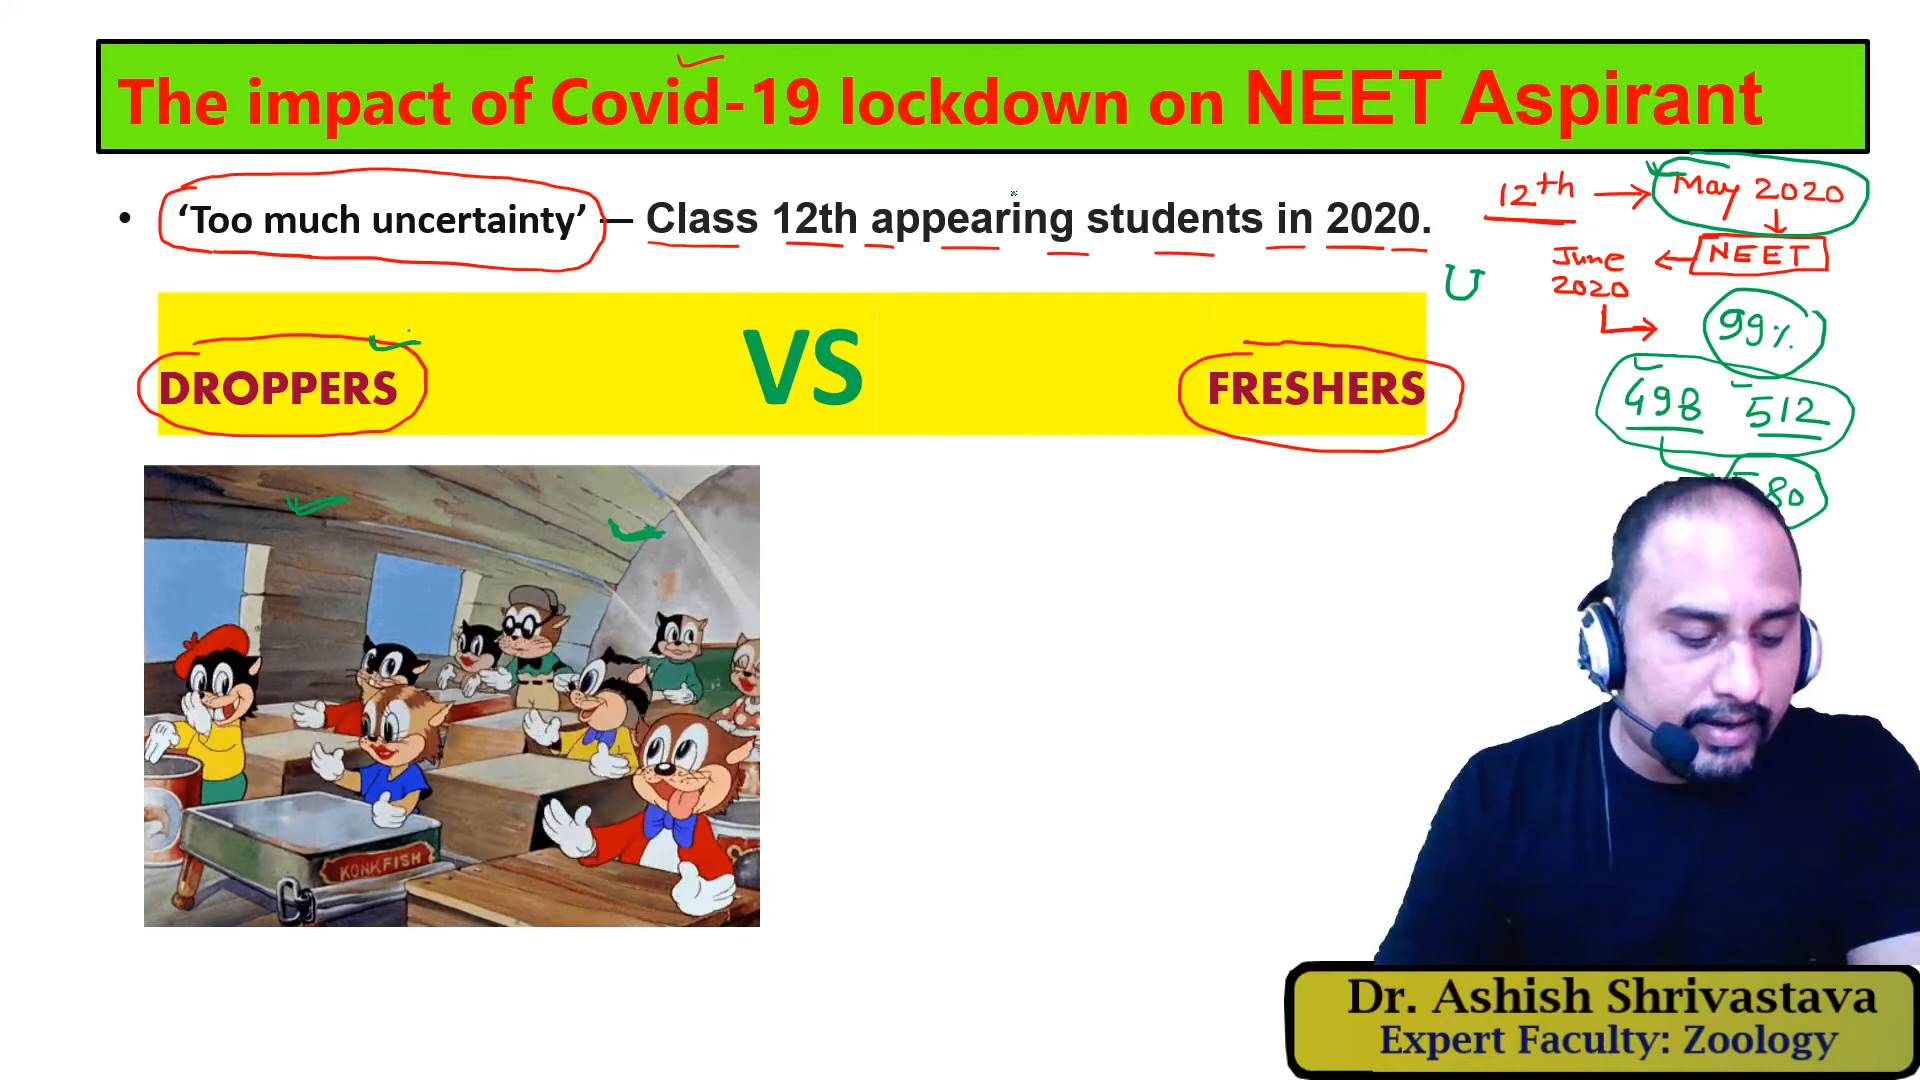 The impact of Covid-19 lockdown on NEET Aspirant
• ‘Too much uncertainty’ — Class 12th appearing students in 2020.
12th → May 2020
NEET
June
2020
99%
U
DROPPERS VS FRESHERS
498 512
80
KONKFISH
Dr. Ashish Shrivastava
Expert Faculty: Zoology